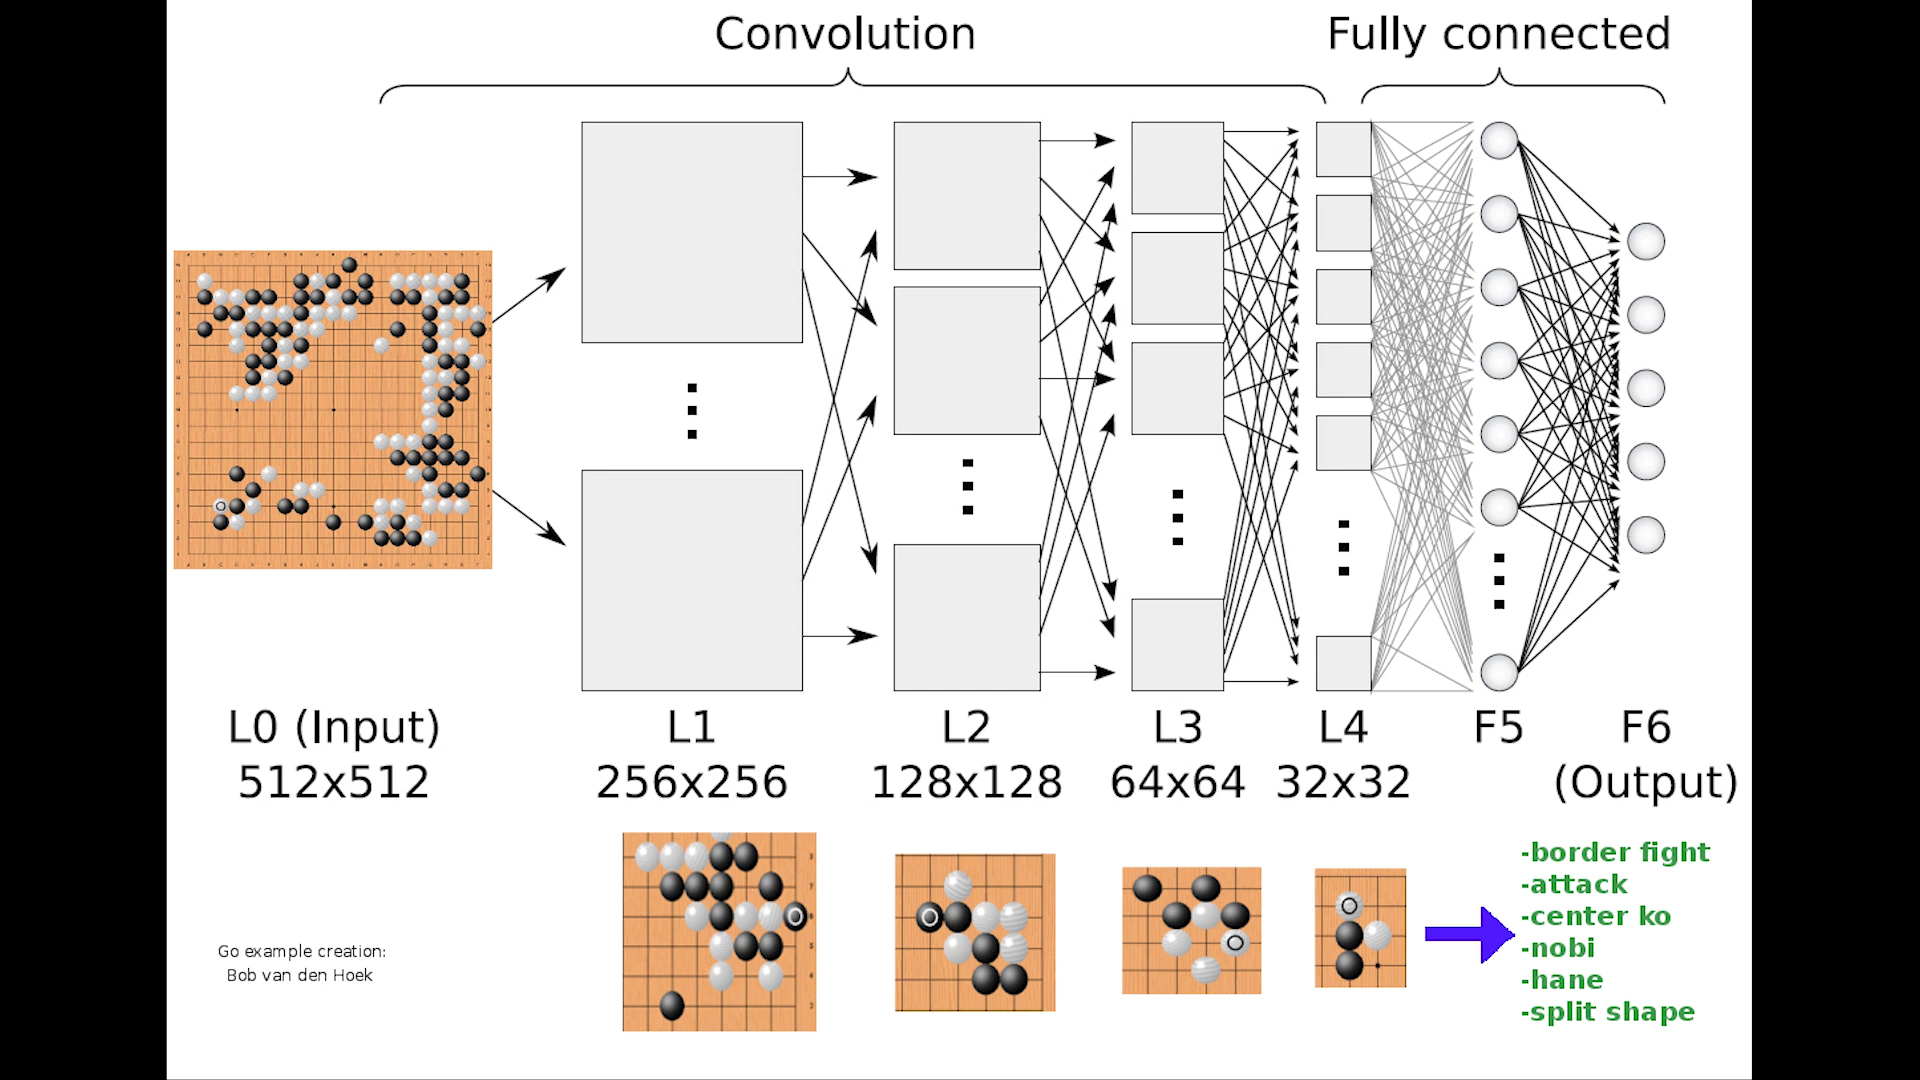 Convolution
Fully connected
L0 (Input)
512x512
L1
256x256
L2
128x128
L3
64x64
L4
32x32
F5
F6
(Output)
-border fight
-attack
-center ko
-nobi
-hane
-split shape
Go example creation:
Bob van den Hoek